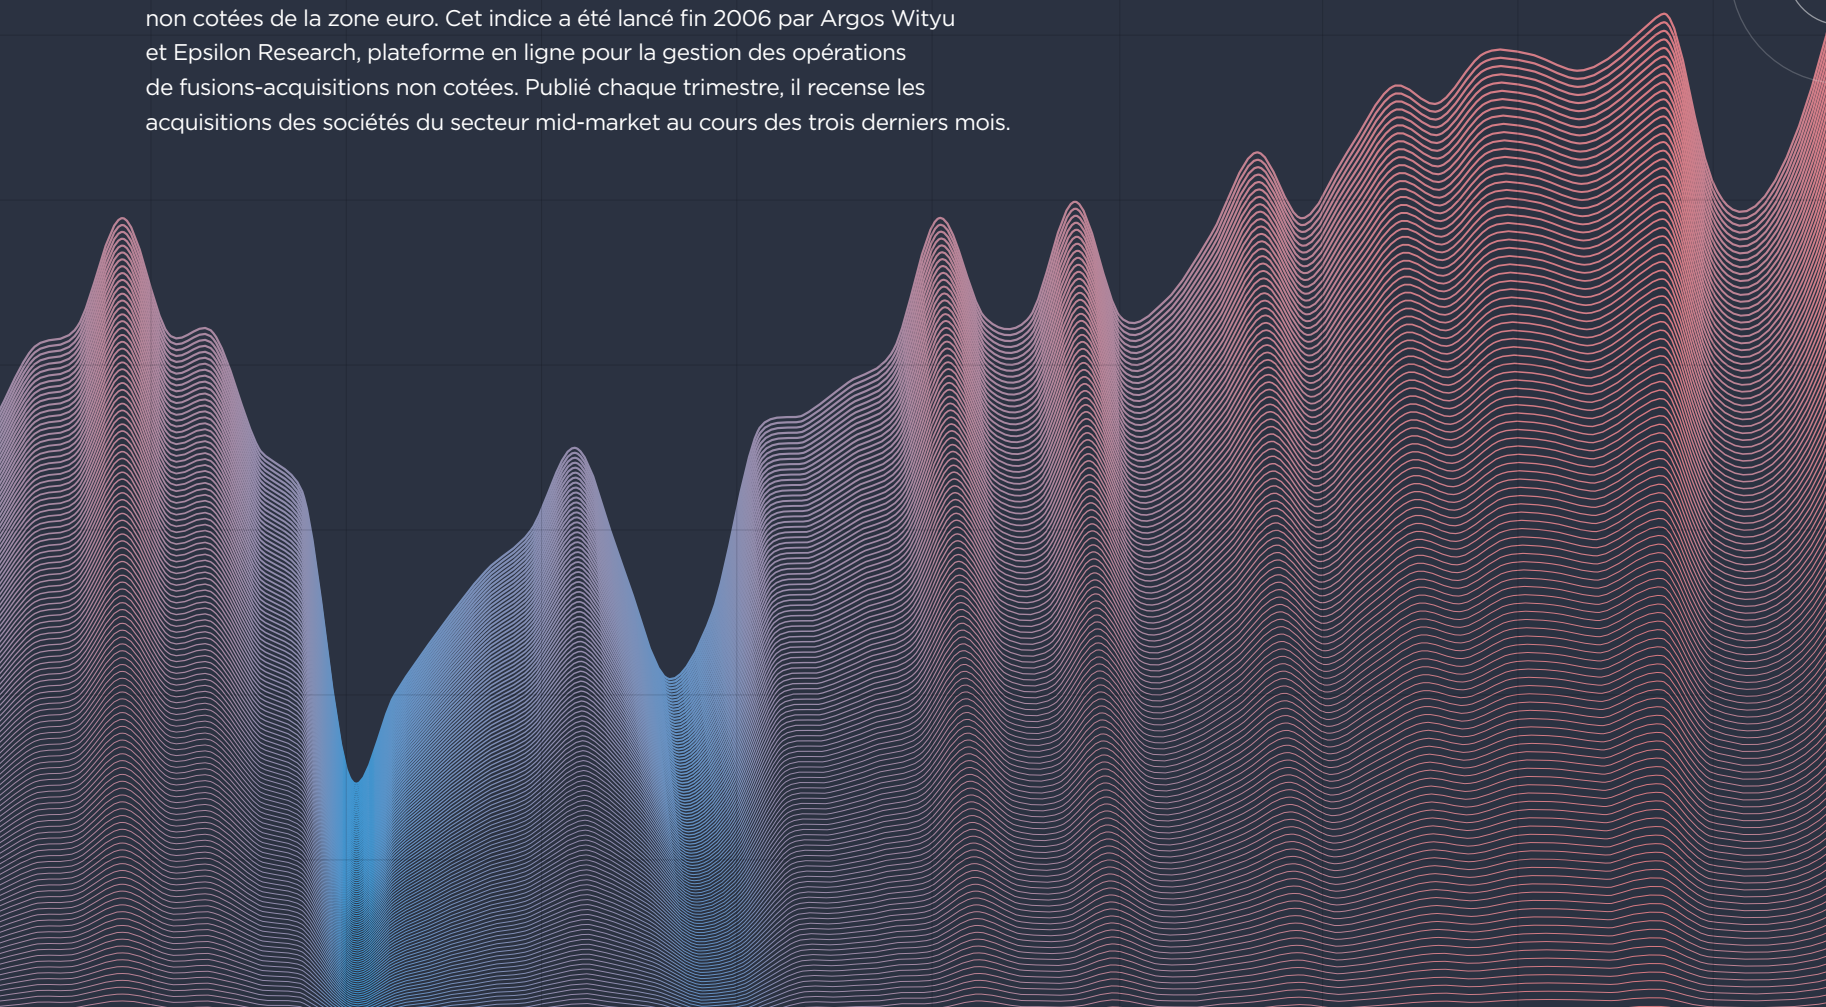 non cotées de la zone euro. Cet indice a été lancé fin 2006 par Argos Wityu
et Epsilon Research, plateforme en ligne pour la gestion des opérations
de fusions-acquisitions non cotées. Publié chaque trimestre, il recense les
acquisitions des sociétés du secteur mid-market au cours des trois derniers mois.